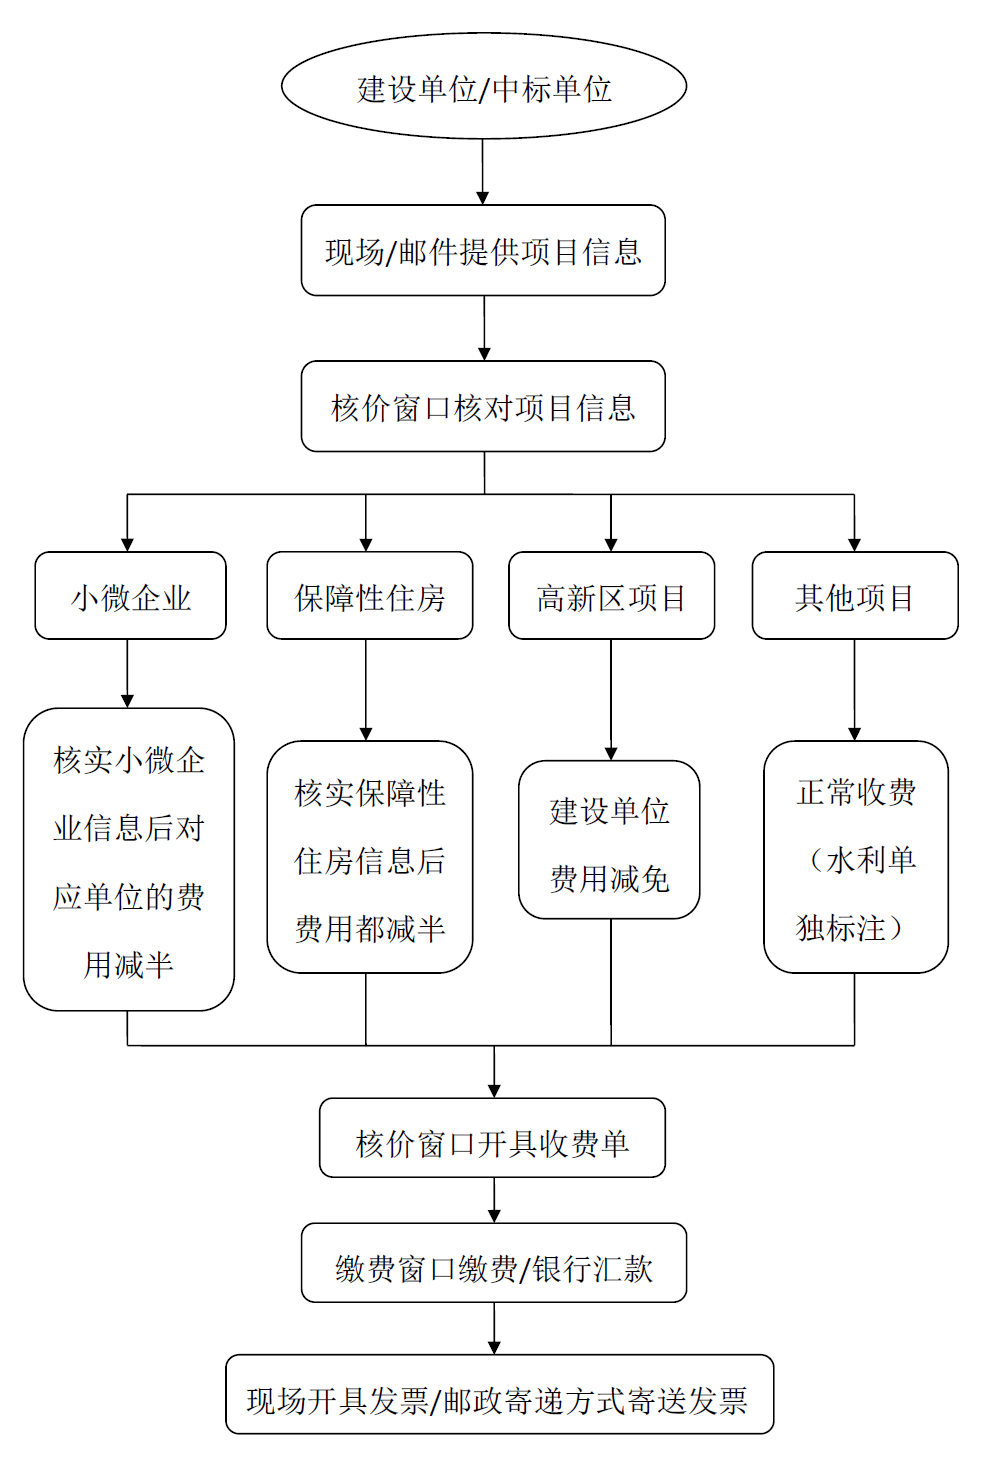 建设单位/中标单位
现场/邮件提供项目信息
核价窗口核对项目信息
小微企业
保障性住房
高新区项目
其他项目
核实小微企
业信息后对
应单位的费
用减半
核实保障性
住房信息后
费用都减半
建设单位
费用减免
正常收费
（水利单
独标注）
核价窗口开具收费单
缴费窗口缴费/银行汇款
现场开具发票/邮政寄递方式寄送发票